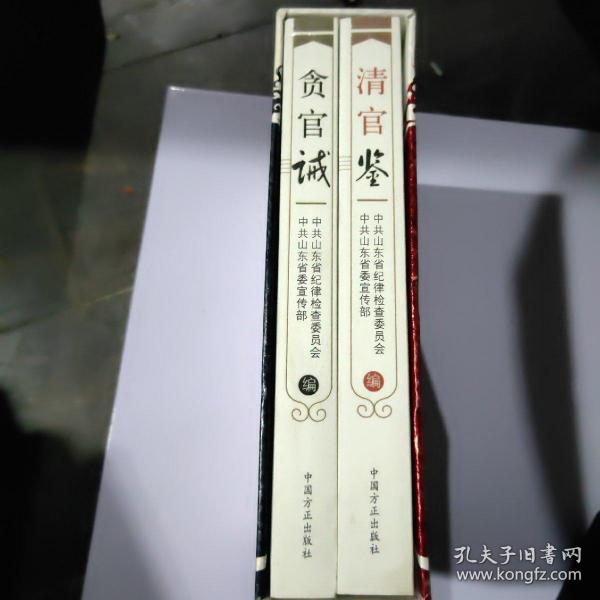 清官鉴
中共山东省纪律检查委员会
中共山东省委宣传部
编
中国方正出版社
贪官诫
中共山东省纪律检查委员会
中共山东省委宣传部
编
中国方正出版社
孔夫子旧书网
www.kongfz.com